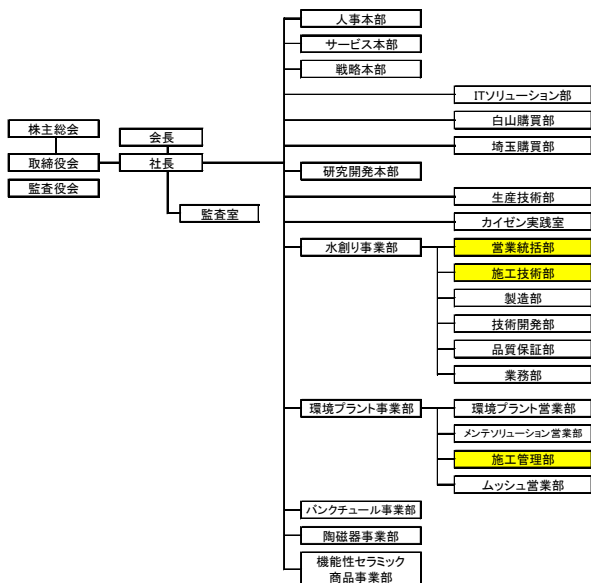 人事本部
サービス本部
戦略本部
ITソリューション部
白山購買部
埼玉購買部
株主総会
会長
取締役会
社長
研究開発本部
監査役会
監査室
生産技術部
カイゼン実践室
水創り事業部
営業統括部
施工技術部
製造部
技術開発部
品質保証部
業務部
環境プラント事業部
環境プラント営業部
メンテソリューション営業部
施工管理部
ムッシュ営業部
バンクチュール事業部
陶磁器事業部
機能性セラミック
商品事業部